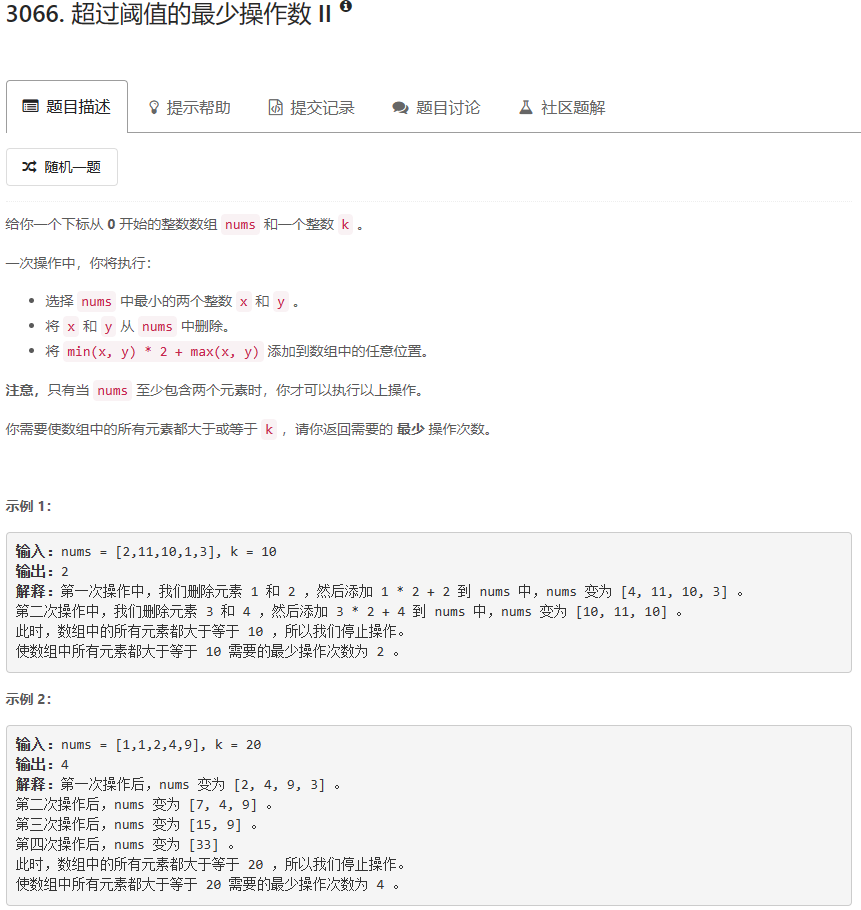 3066. 超过阈值的最少操作数 II
题目描述 提示帮助 提交记录 题目讨论 社区题解
随机一题
给你一个下标从 0 开始的整数数组 nums 和一个整数 k 。
一次操作中，你将执行：
• 选择 nums 中最小的两个整数 x 和 y 。
• 将 x 和 y 从 nums 中删除。
• 将 min(x, y) * 2 + max(x, y) 添加到数组中的任意位置。
注意，只有当 nums 至少包含两个元素时，你才可以执行以上操作。
你需要使数组中的所有元素都大于或等于 k ，请你返回需要的 最少 操作次数。
示例 1：
输入：nums = [2,11,10,1,3], k = 10
输出：2
解释：第一次操作中，我们删除元素 1 和 2 ，然后添加 1 * 2 + 2 到 nums 中，nums 变为 [4, 11, 10, 3] 。
第二次操作中，我们删除元素 3 和 4 ，然后添加 3 * 2 + 4 到 nums 中，nums 变为 [10, 11, 10] 。
此时，数组中的所有元素都大于等于 10 ，所以我们停止操作。
使数组中所有元素都大于等于 10 需要的最少操作次数为 2 。
示例 2：
输入：nums = [1,1,2,4,9], k = 20
输出：4
解释：第一次操作后，nums 变为 [2, 4, 9, 3] 。
第二次操作后，nums 变为 [7, 4, 9] 。
第三次操作后，nums 变为 [15, 9] 。
第四次操作后，nums 变为 [33] 。
此时，数组中的所有元素都大于等于 20 ，所以我们停止操作。
使数组中所有元素都大于等于 20 需要的最少操作次数为 4 。